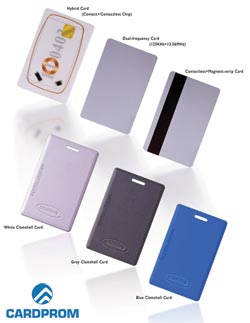 Hybrid Card
(Contact+Contactless Chip)
Dual-frequency Card
(125KHz+13.56MHz)
Contactless+Magnetic-strip Card
White Clamshell Card
Grey Clamshell Card
Blue Clamshell Card
CARDPROM